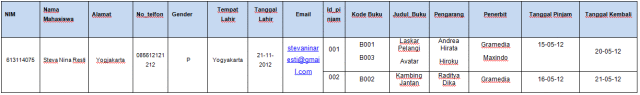 NIM Nama Mahasiswa Alamat No_telfon Gender Tempat Lahir Tanggal Lahir Email Id_pinjam Kode Buku Judul_Buku Pengarang Penerbit Tanggal Pinjam Tanggal Kembali
613114075 Steva Nina Resti Yogjakarta 086612121212 P Yogyakarta 21-11-2012 stevaninaresti@gmail.com
001 B001 Laskar Pelangi Andrea Hirata Gramedia 15-05-12 20-05-12
B003 Avatar Hiroku Maxindo
002 B002 Kambing Jantan Raditya Dika Gramedia 16-05-12 21-05-12